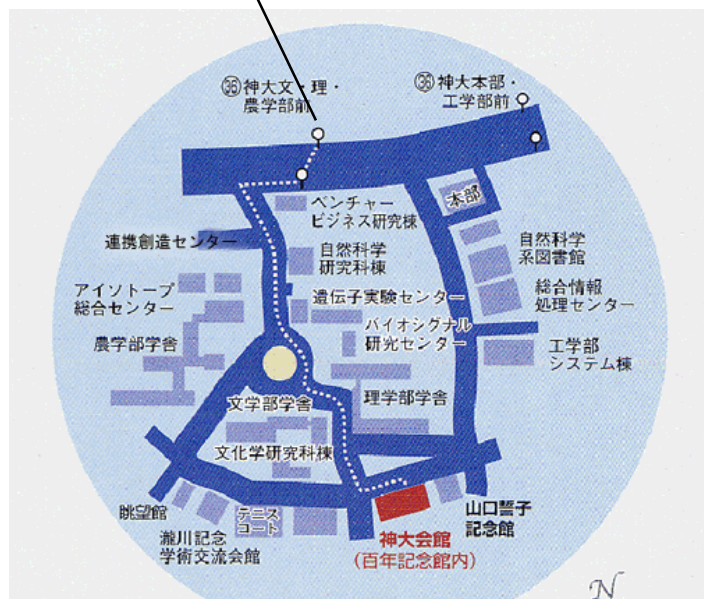 ㊱神大文・理・
農学部前
㊱神大本部・
工学部前
本部
ベンチャー
ビジネス研究棟
連携創造センター
自然科学
研究科棟
自然科学
系図書館
アイソトープ
総合センター
遺伝子実験センター
総合情報
処理センター
農学部学舎
バイオシグナル
研究センター
工学部
システム棟
文学部学舎
理学部学舎
文化学研究科棟
眺望館
瀧川記念
学術交流会館
テニス
コート
神大会館
(百年記念館内)
山口誓子
記念館
N